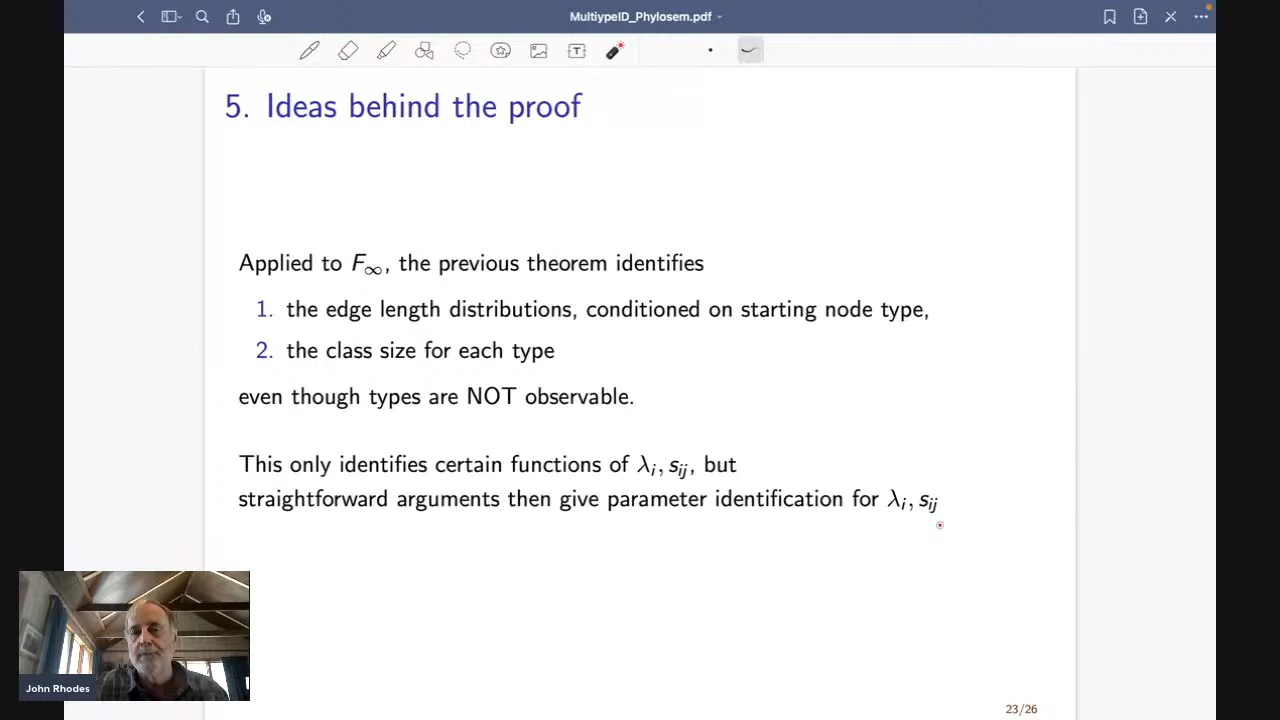 MultiypeID_Phylosem.pdf
5. Ideas behind the proof
Applied to F∞, the previous theorem identifies
1. the edge length distributions, conditioned on starting node type,
2. the class size for each type
even though types are NOT observable.
This only identifies certain functions of λi, sij, but
straightforward arguments then give parameter identification for λi, sij
John Rhodes
23/26